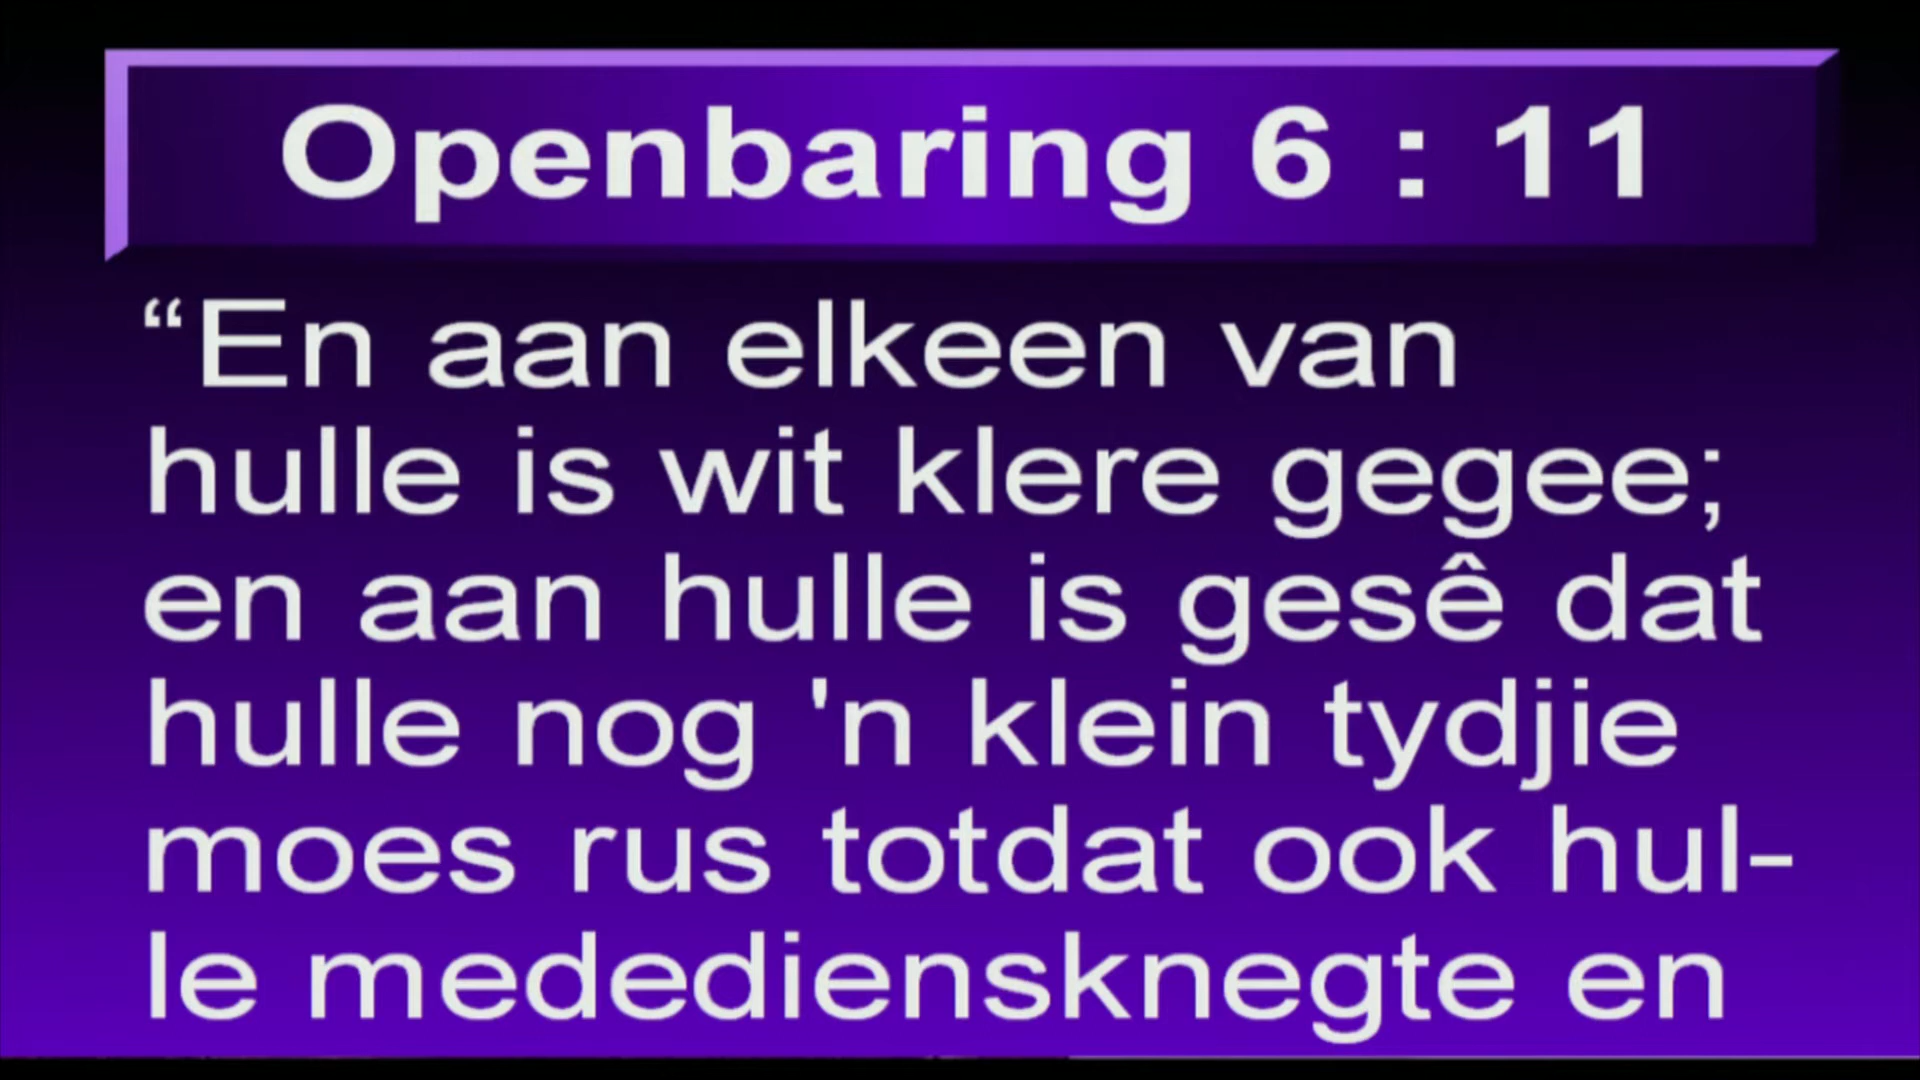 Openbaring 6 : 11
“En aan elkeen van
hulle is wit klere gegee;
en aan hulle is gesê dat
hulle nog 'n klein tydjie
moes rus totdat ook hul-
le medediensknegte en